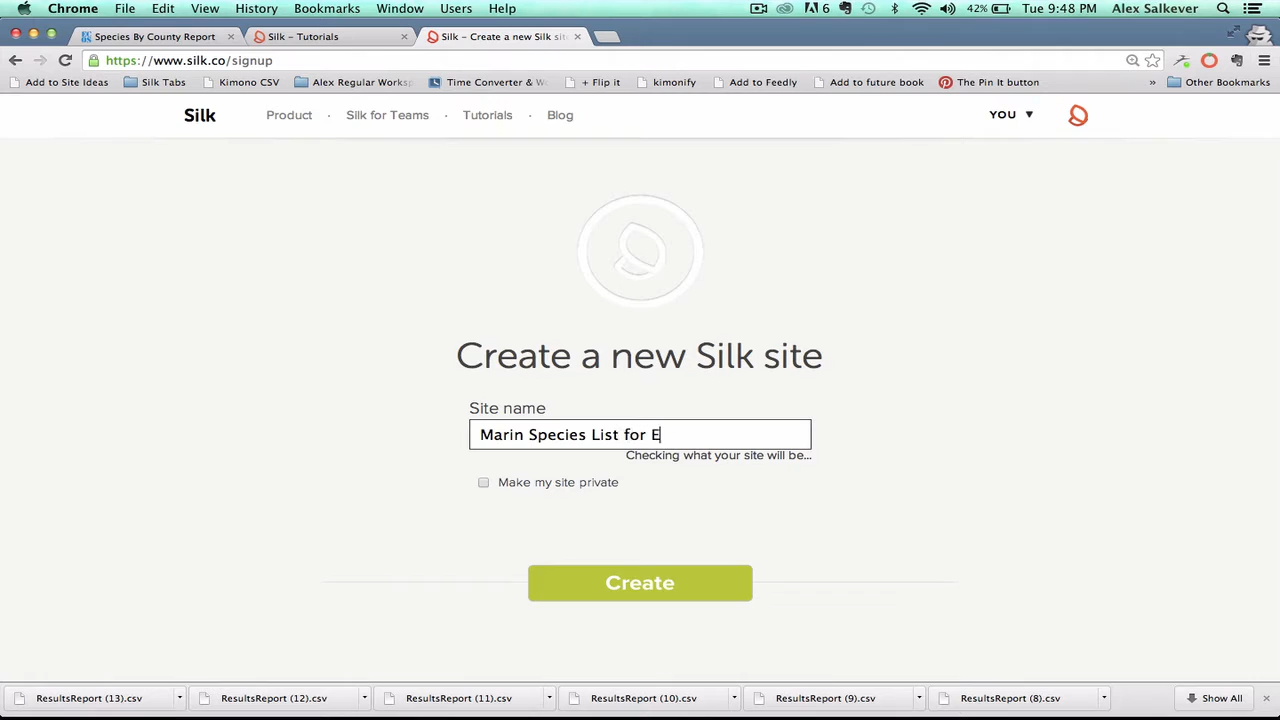 Chrome File Edit View History Bookmarks Window Users Help 6 42% Tue 9:48 PM Alex Salkever
Species By County Report Silk – Tutorials Silk – Create a new Silk sit
https://www.silk.co/signup
Add to Site Ideas Silk Tabs Kimono CSV Alex Regular Worksp Time Converter & W + Flip it kimonify Add to Feedly Add to future book The Pin It button » Other Bookmarks
Silk Product · Silk for Teams · Tutorials · Blog YOU ▼
Create a new Silk site
Site name
Marin Species List for E
Checking what your site will be...
Make my site private
Create
ResultsReport (13).csv ResultsReport (12).csv ResultsReport (11).csv ResultsReport (10).csv ResultsReport (9).csv ResultsReport (8).csv Show All